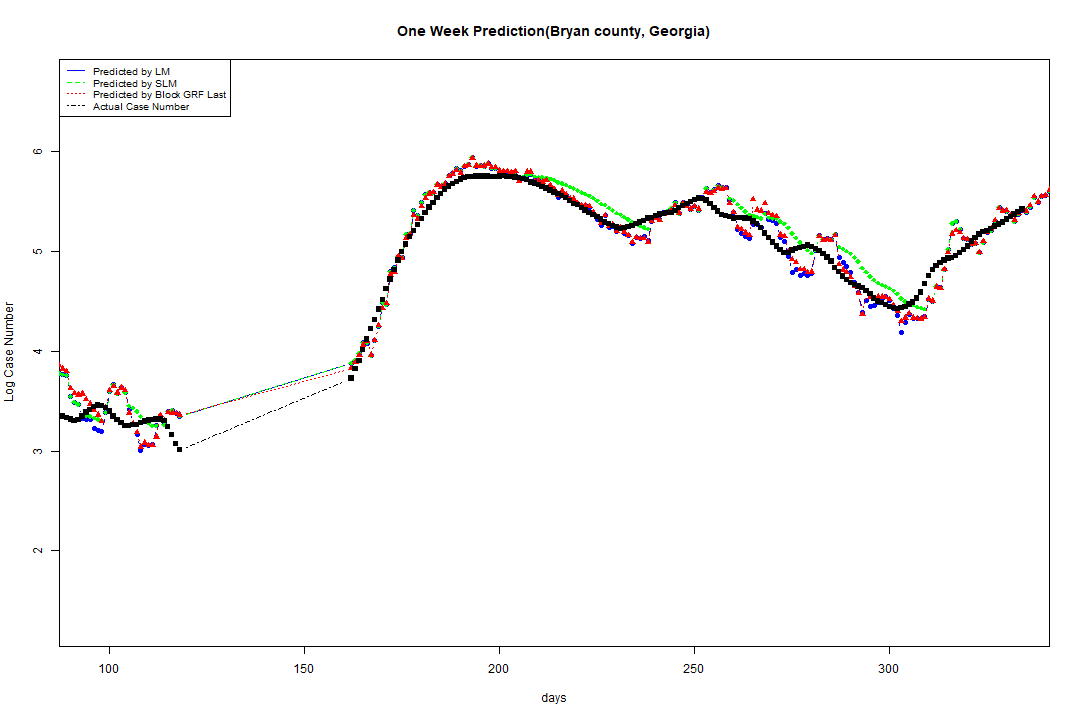 One Week Prediction(Bryan county, Georgia)
Predicted by LM
Predicted by SLM
Predicted by Block GRF Last
Actual Case Number
6
5
4
3
2
Log Case Number
100 150 200 250 300
days